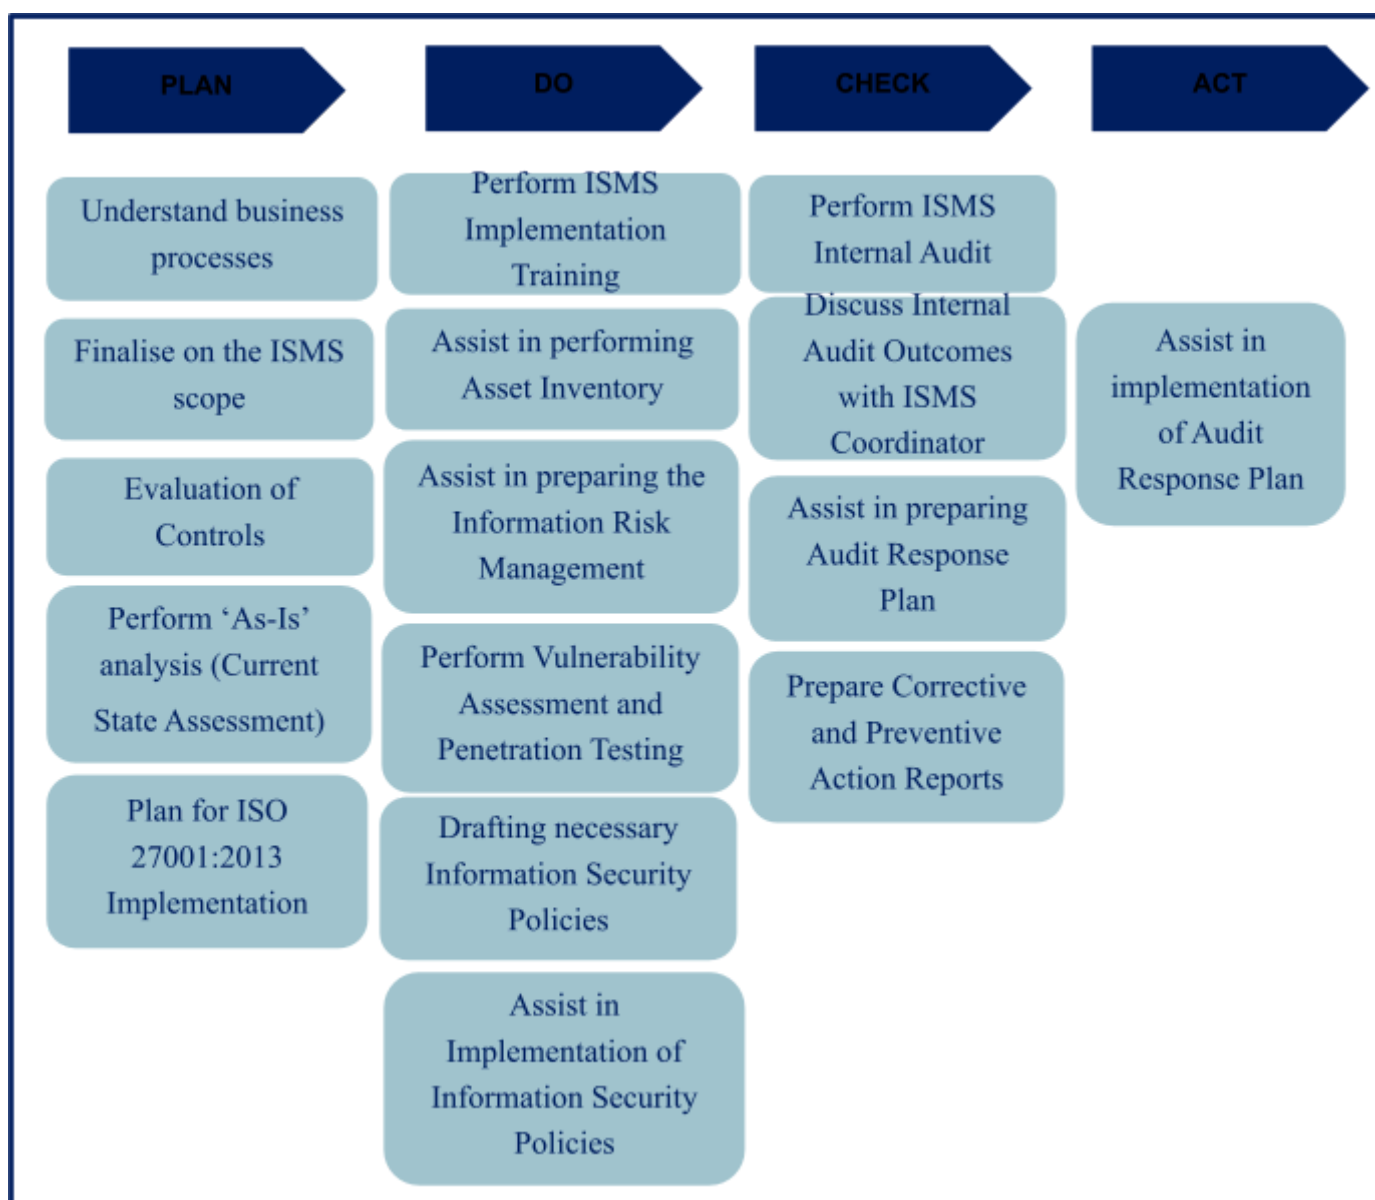 PLAN
DO
CHECK
ACT
Understand business
processes
Finalise on the ISMS
scope
Evaluation of
Controls
Perform ‘As-Is’
analysis (Current
State Assessment)
Plan for ISO
27001:2013
Implementation
Perform ISMS
Implementation
Training
Assist in performing
Asset Inventory
Assist in preparing the
Information Risk
Management
Perform Vulnerability
Assessment and
Penetration Testing
Drafting necessary
Information Security
Policies
Assist in
Implementation of
Information Security
Policies
Perform ISMS
Internal Audit
Discuss Internal
Audit Outcomes
with ISMS
Coordinator
Assist in preparing
Audit Response
Plan
Prepare Corrective
and Preventive
Action Reports
Assist in
implementation
of Audit
Response Plan